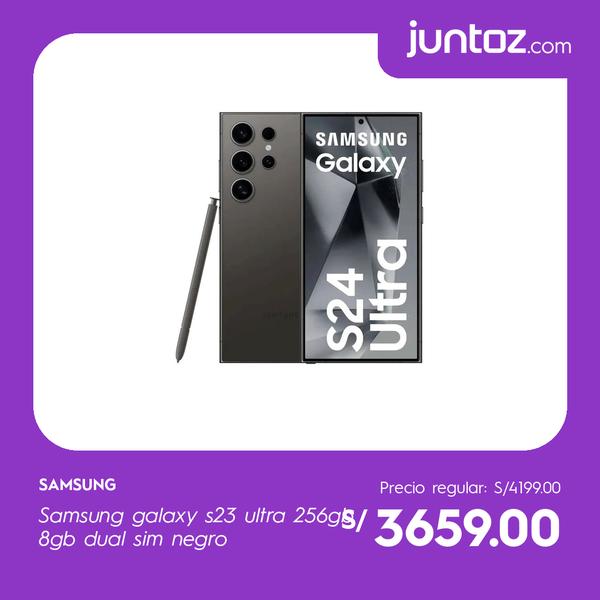 juntoz.com
SAMSUNG
Galaxy
S24
Ultra
SAMSUNG
Samsung galaxy s23 ultra 256gb
8gb dual sim negro
Precio regular: S/4199.00
S/ 3659.00